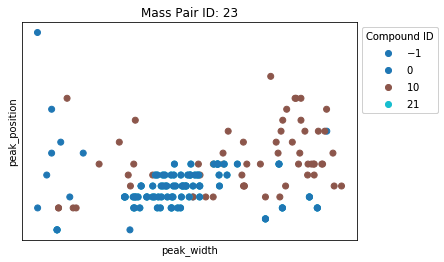 Mass Pair ID: 23
peak_position
peak_width
Compound ID
−1
0
10
21